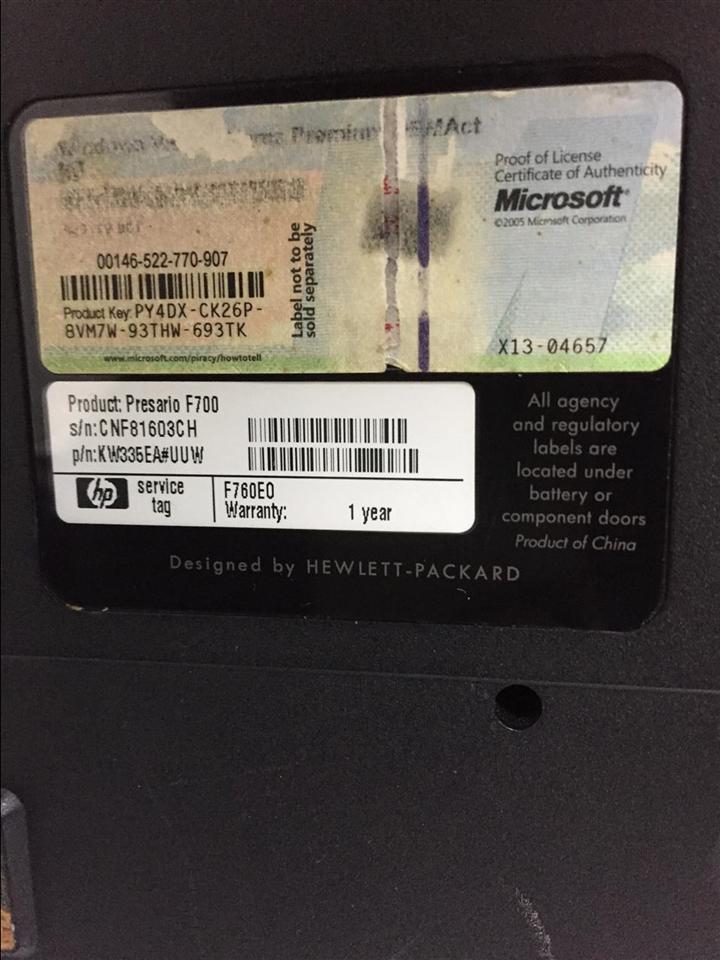 OEMAct
Proof of License
Certificate of Authenticity
Microsoft®
©2005 Microsoft Corporation
00146-522-770-907
Label not to be
sold separately
Product Key: PY4DX-CK26P-
8VM7W-93THW-693TK
www.microsoft.com/piracy/howtotell
X13-04657
Product: Presario F700
s/n:CNF81603CH
p/n:KW335EA#UUW
hp
service
tag
F760EO
Warranty: 1 year
All agency
and regulatory
labels are
located under
battery or
component doors
Product of China
Designed by HEWLETT-PACKARD